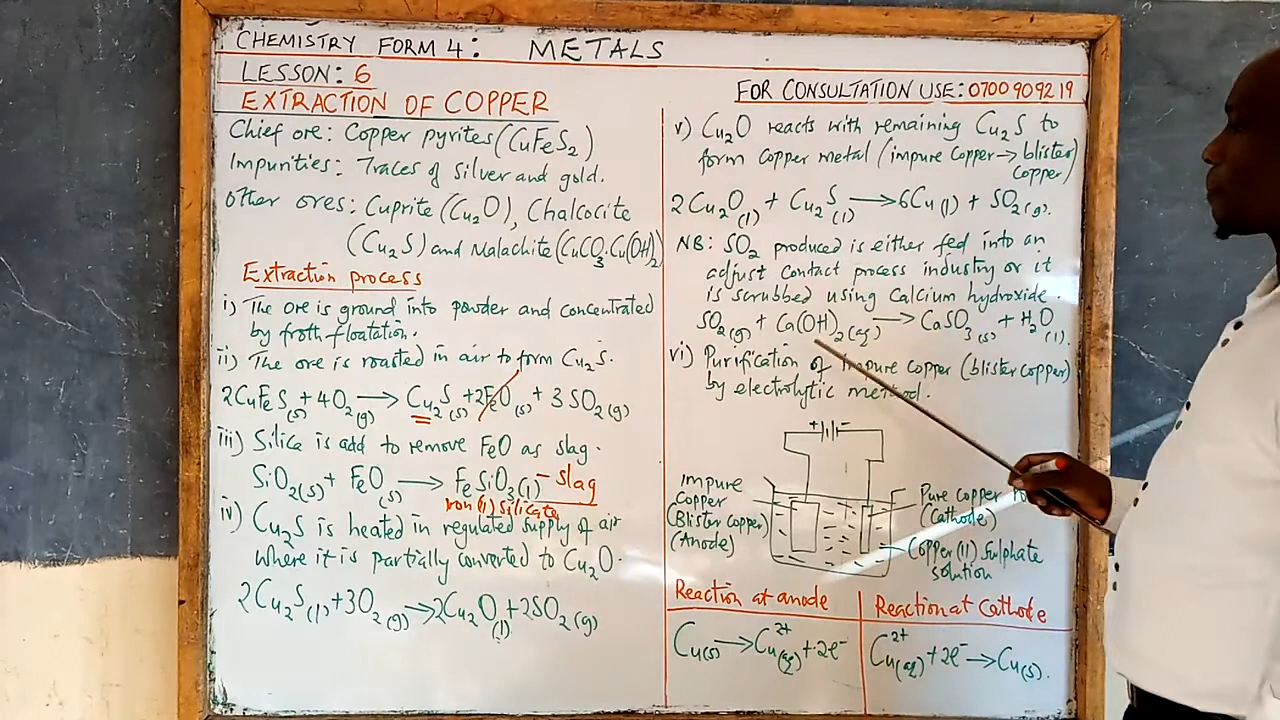 CHEMISTRY FORM 4: METALS
LESSON: 6
EXTRACTION OF COPPER
Chief ore: Copper pyrites (CuFeS₂)
Impurities: Traces of silver and gold.
Other ores: Cuprite (Cu₂O), Chalcocite
(Cu₂S) and Malachite (CuCO₃.Cu(OH)₂)
Extraction process
i) The ore is ground into powder and concentrated
by froth floatation.
ii) The ore is roasted in air to form Cu₂S.
2CuFeS₂(s) + 4O₂(g) → Cu₂S(s) + 2FeO(s) + 3SO₂(g)
iii) Silica is add to remove FeO as slag.
SiO₂(s) + FeO(s) → FeSiO₃(l) - slag
Iron(II) silicate
iv) Cu₂S is heated in regulated supply of air
where it is partially converted to Cu₂O.
2Cu₂S(l) + 3O₂(g) → 2Cu₂O(l) + 2SO₂(g)
FOR CONSULTATION USE: 0700909219
v) Cu₂O reacts with remaining Cu₂S to
form copper metal (impure copper → blister
copper)
2Cu₂O(l) + Cu₂S(l) → 6Cu(l) + SO₂(g).
NB: SO₂ produced is either fed into an
adjust contact process industry or it
is scrubbed using Calcium hydroxide.
SO₂(g) + Ca(OH)₂(aq) → CaSO₃(s) + H₂O(l).
vi) Purification of impure copper (blister copper)
by electrolytic method.
+ -
Impure
Copper
(Blister copper)
(Anode)
Pure copper
(Cathodes)
Copper (II) Sulphate
solution
Reaction at anode
Cu(s) → Cu²⁺(aq) + 2e⁻
Reaction at Cathode
Cu²⁺(aq) + 2e⁻ → Cu(s).